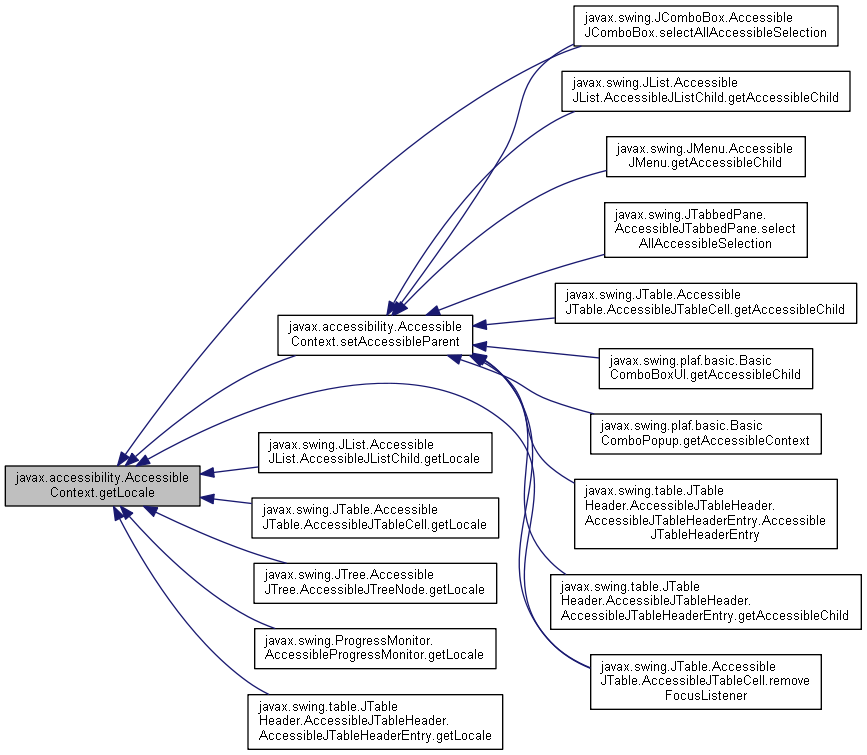 javax.swing.JComboBox.Accessible
JComboBox.selectAllAccessibleSelection
javax.swing.JList.Accessible
JList.AccessibleJListChild.getAccessibleChild
javax.swing.JMenu.Accessible
JMenu.getAccessibleChild
javax.swing.JTabbedPane.
AccessibleJTabbedPane.select
AllAccessibleSelection
javax.swing.JTable.Accessible
JTable.AccessibleJTableCell.getAccessibleChild
javax.accessibility.Accessible
Context.setAccessibleParent
javax.swing.plaf.basic.Basic
ComboBoxUI.getAccessibleChild
javax.swing.plaf.basic.Basic
ComboPopup.getAccessibleContext
javax.swing.JList.Accessible
JList.AccessibleJListChild.getLocale
javax.accessibility.Accessible
Context.getLocale
javax.swing.table.JTable
Header.AccessibleJTableHeader.
AccessibleJTableHeaderEntry.Accessible
JTableHeaderEntry
javax.swing.JTable.Accessible
JTable.AccessibleJTableCell.getLocale
javax.swing.JTree.Accessible
JTree.AccessibleJTreeNode.getLocale
javax.swing.table.JTable
Header.AccessibleJTableHeader.
AccessibleJTableHeaderEntry.getAccessibleChild
javax.swing.ProgressMonitor.
AccessibleProgressMonitor.getLocale
javax.swing.JTable.Accessible
JTable.AccessibleJTableCell.remove
FocusListener
javax.swing.table.JTable
Header.AccessibleJTableHeader.
AccessibleJTableHeaderEntry.getLocale